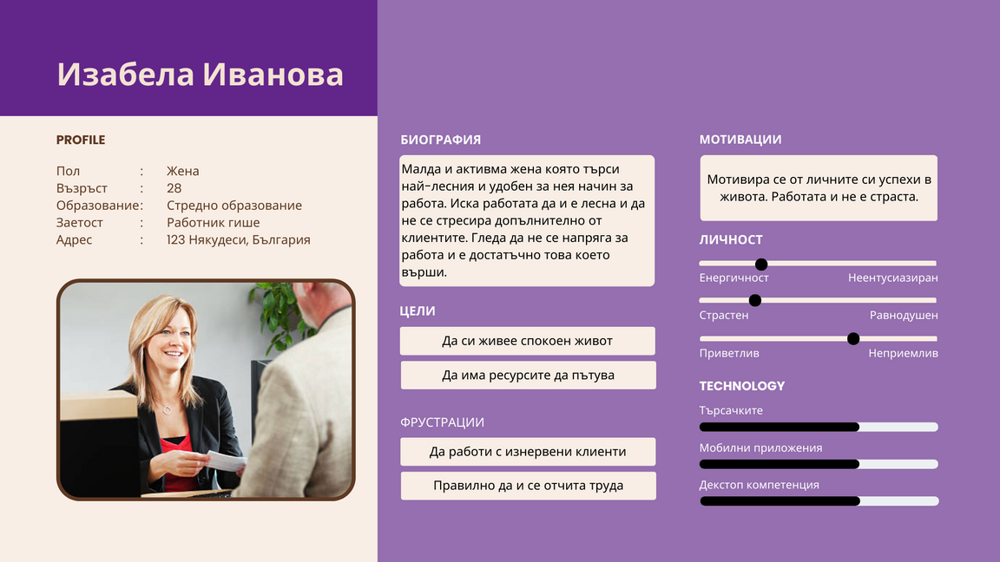 Изабела Иванова
PROFILE
Пол : Жена
Възръст : 28
Образование: Стредно образование
Заетост : Работник гише
Адрес : 123 Някудеси, България
БИОГРАФИЯ
Малда и активма жена която търси
най-лесния и удобен за нея начин за
работа. Иска работата да и е лесна и да
не се стресира допълнително от
клиентите. Гледа да не се напряга за
работа и е достатъчно това което
върши.
ЦЕЛИ
Да си живее спокоен живот
Да има ресурсите да пътува
ФРУСТРАЦИИ
Да работи с изнервени клиенти
Правилно да и се отчита труда
МОТИВАЦИИ
Мотивира се от личните си успехи в
живота. Работата и не е страста.
ЛИЧНОСТ
Енергичност Неентусиазиран
Страстен Равнодушен
Приветлив Неприемлив
TECHNOLOGY
Търсачките
Мобилни приложения
Декстоп компетенция